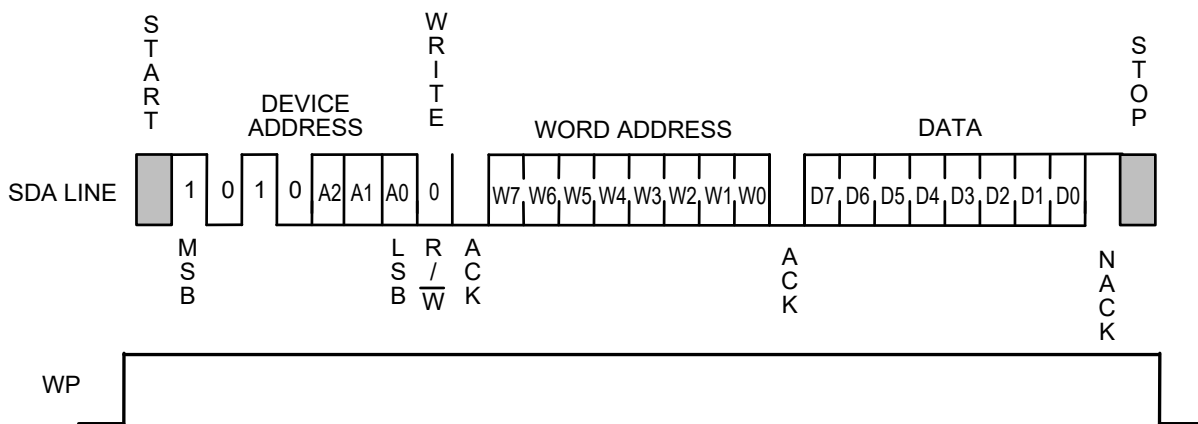 START
WRITE
STOP
DEVICE
ADDRESS
WORD ADDRESS
DATA
SDA LINE
1 0 1 0 A2 A1 A0 0 W7 W6 W5 W4 W3 W2 W1 W0 D7 D6 D5 D4 D3 D2 D1 D0
MSB
LSB
R/W̅
ACK
ACK
NACK
WP